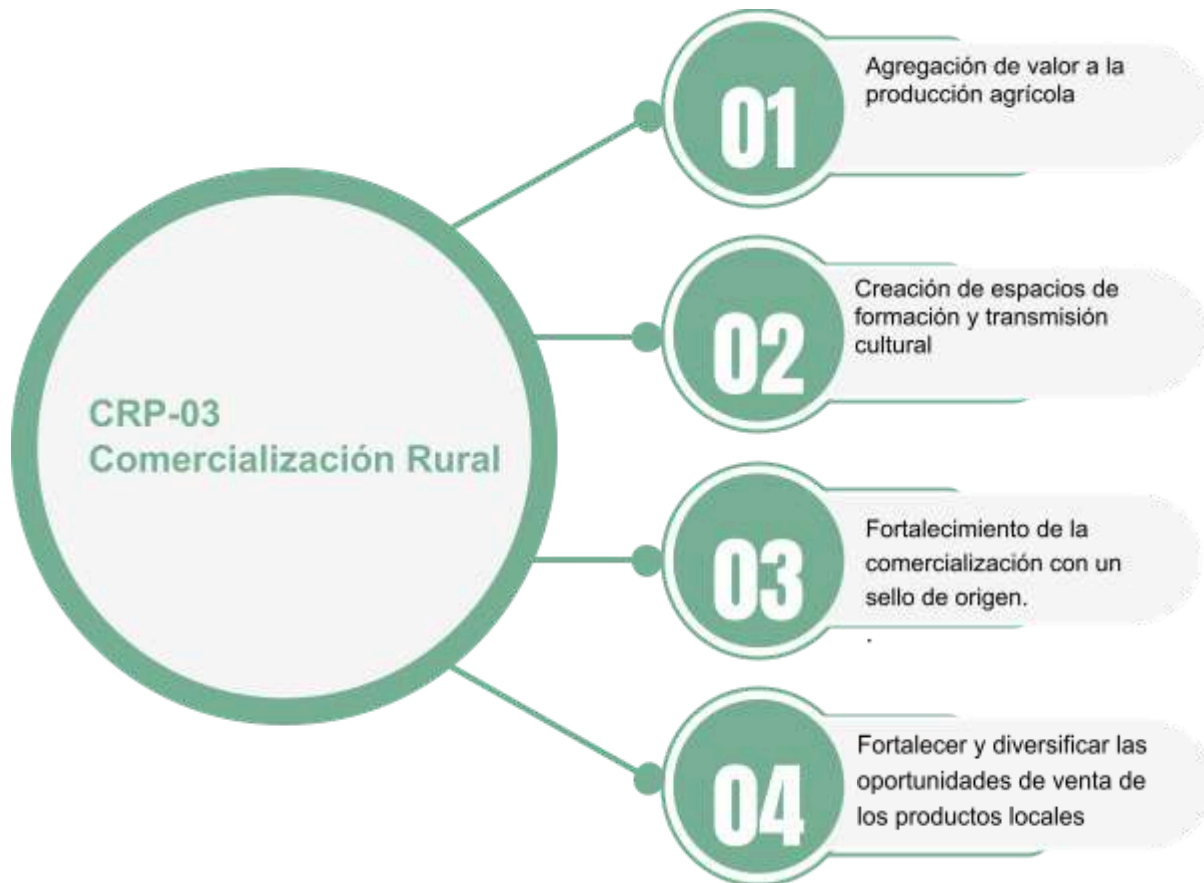 CRP-03
Comercialización Rural
01
Agregación de valor a la
producción agrícola
02
Creación de espacios de
formación y transmisión
cultural
03
Fortalecimiento de la
comercialización con un
sello de origen.
.
04
Fortalecer y diversificar las
oportunidades de venta de
los productos locales